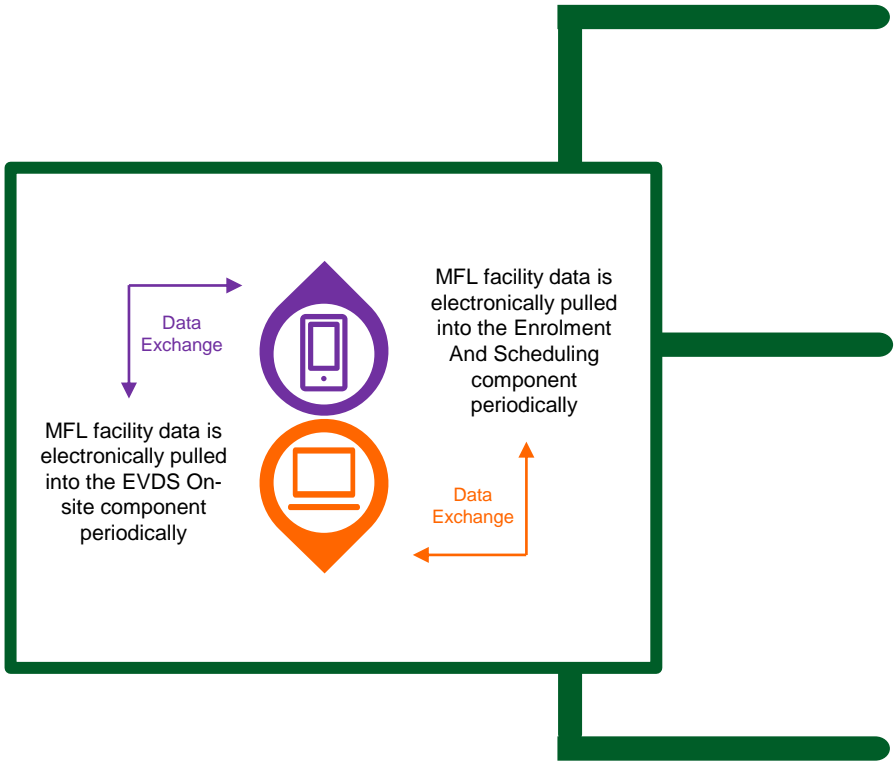 Data
Exchange
MFL facility data is
electronically pulled
into the EVDS On-
site component
periodically
MFL facility data is
electronically pulled
into the Enrolment
And Scheduling
component
periodically
Data
Exchange